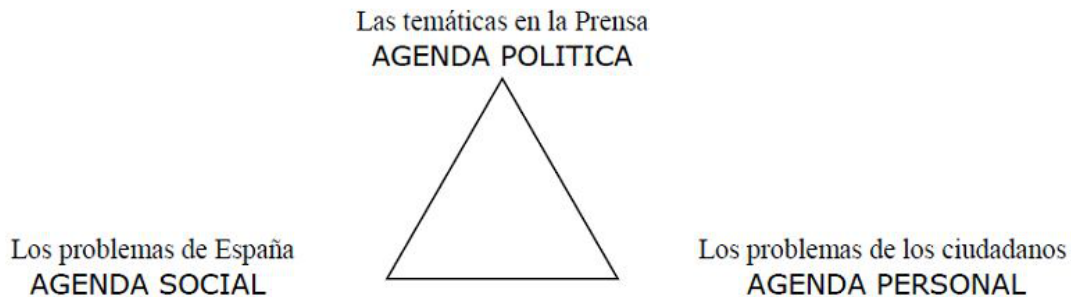 Las temáticas en la Prensa
AGENDA POLITICA
Los problemas de España
AGENDA SOCIAL
Los problemas de los ciudadanos
AGENDA PERSONAL